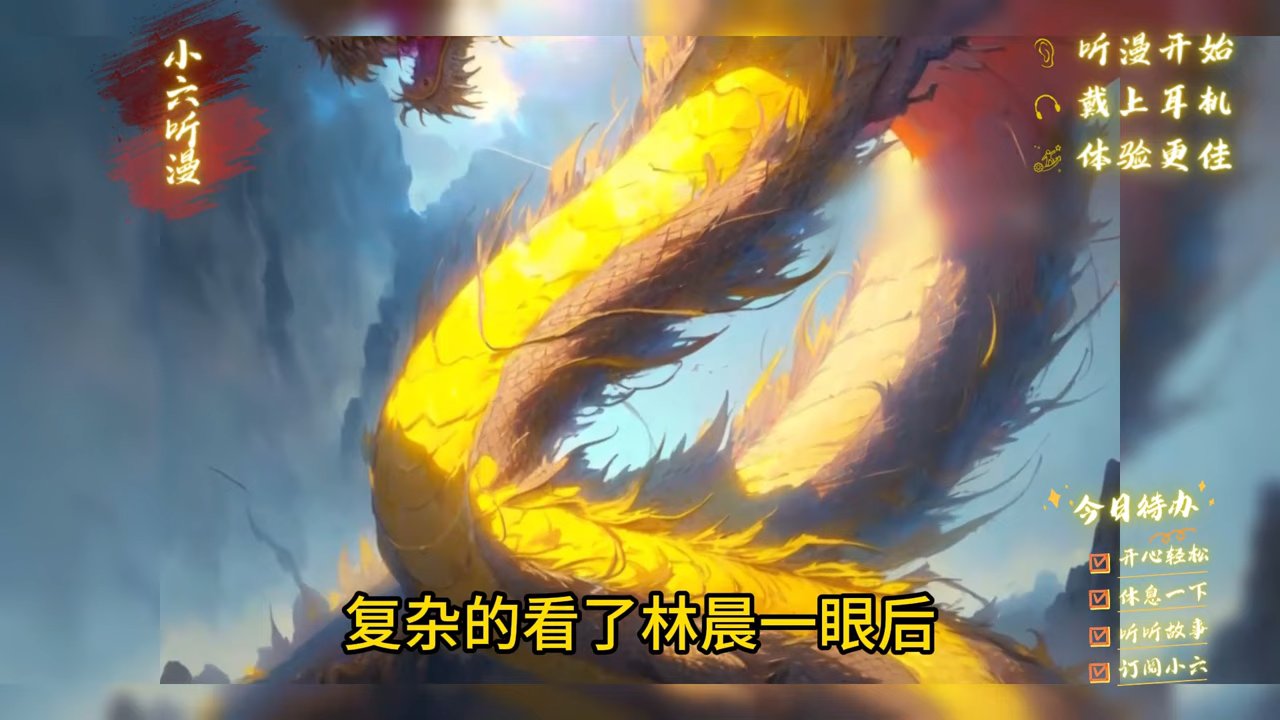 小六听漫
听漫开始
戴上耳机
体验更佳
今日待办
开心轻松
休息一下
听听故事
订阅小六
复杂的看了林晨一眼后